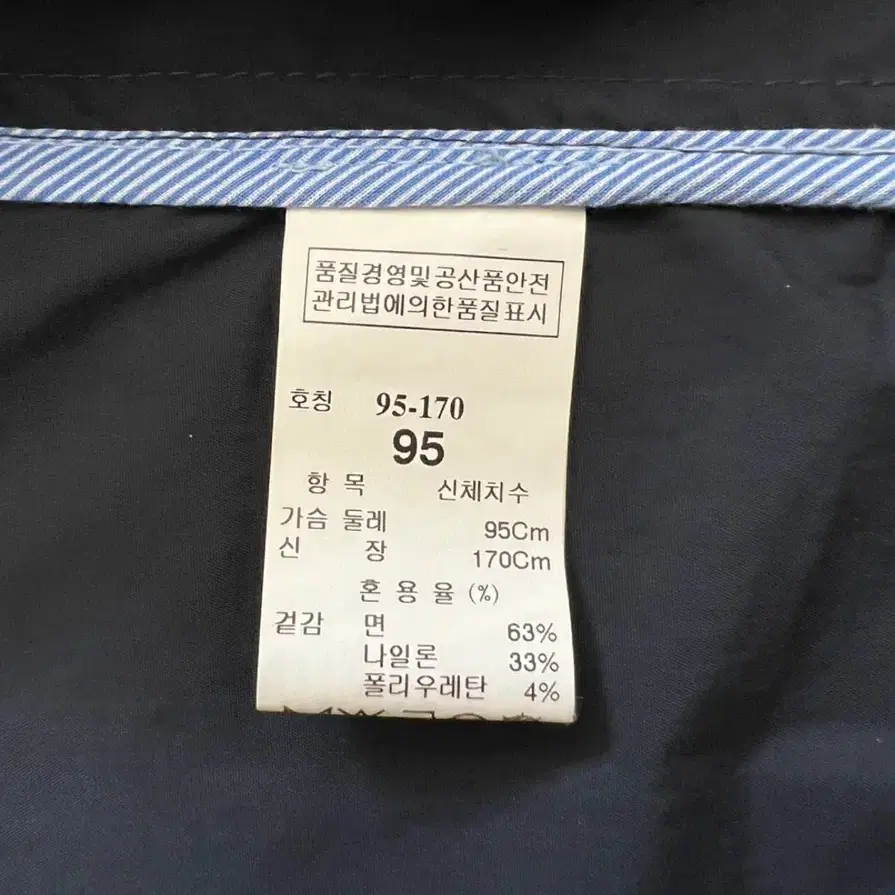 품질경영및공산품안전
관리법에의한품질표시
호칭 95-170
95
항 목 신체치수
가슴 둘레 95Cm
신 장 170Cm
혼 용 율 (%)
겉감 면 63%
나일론 33%
폴리우레탄 4%